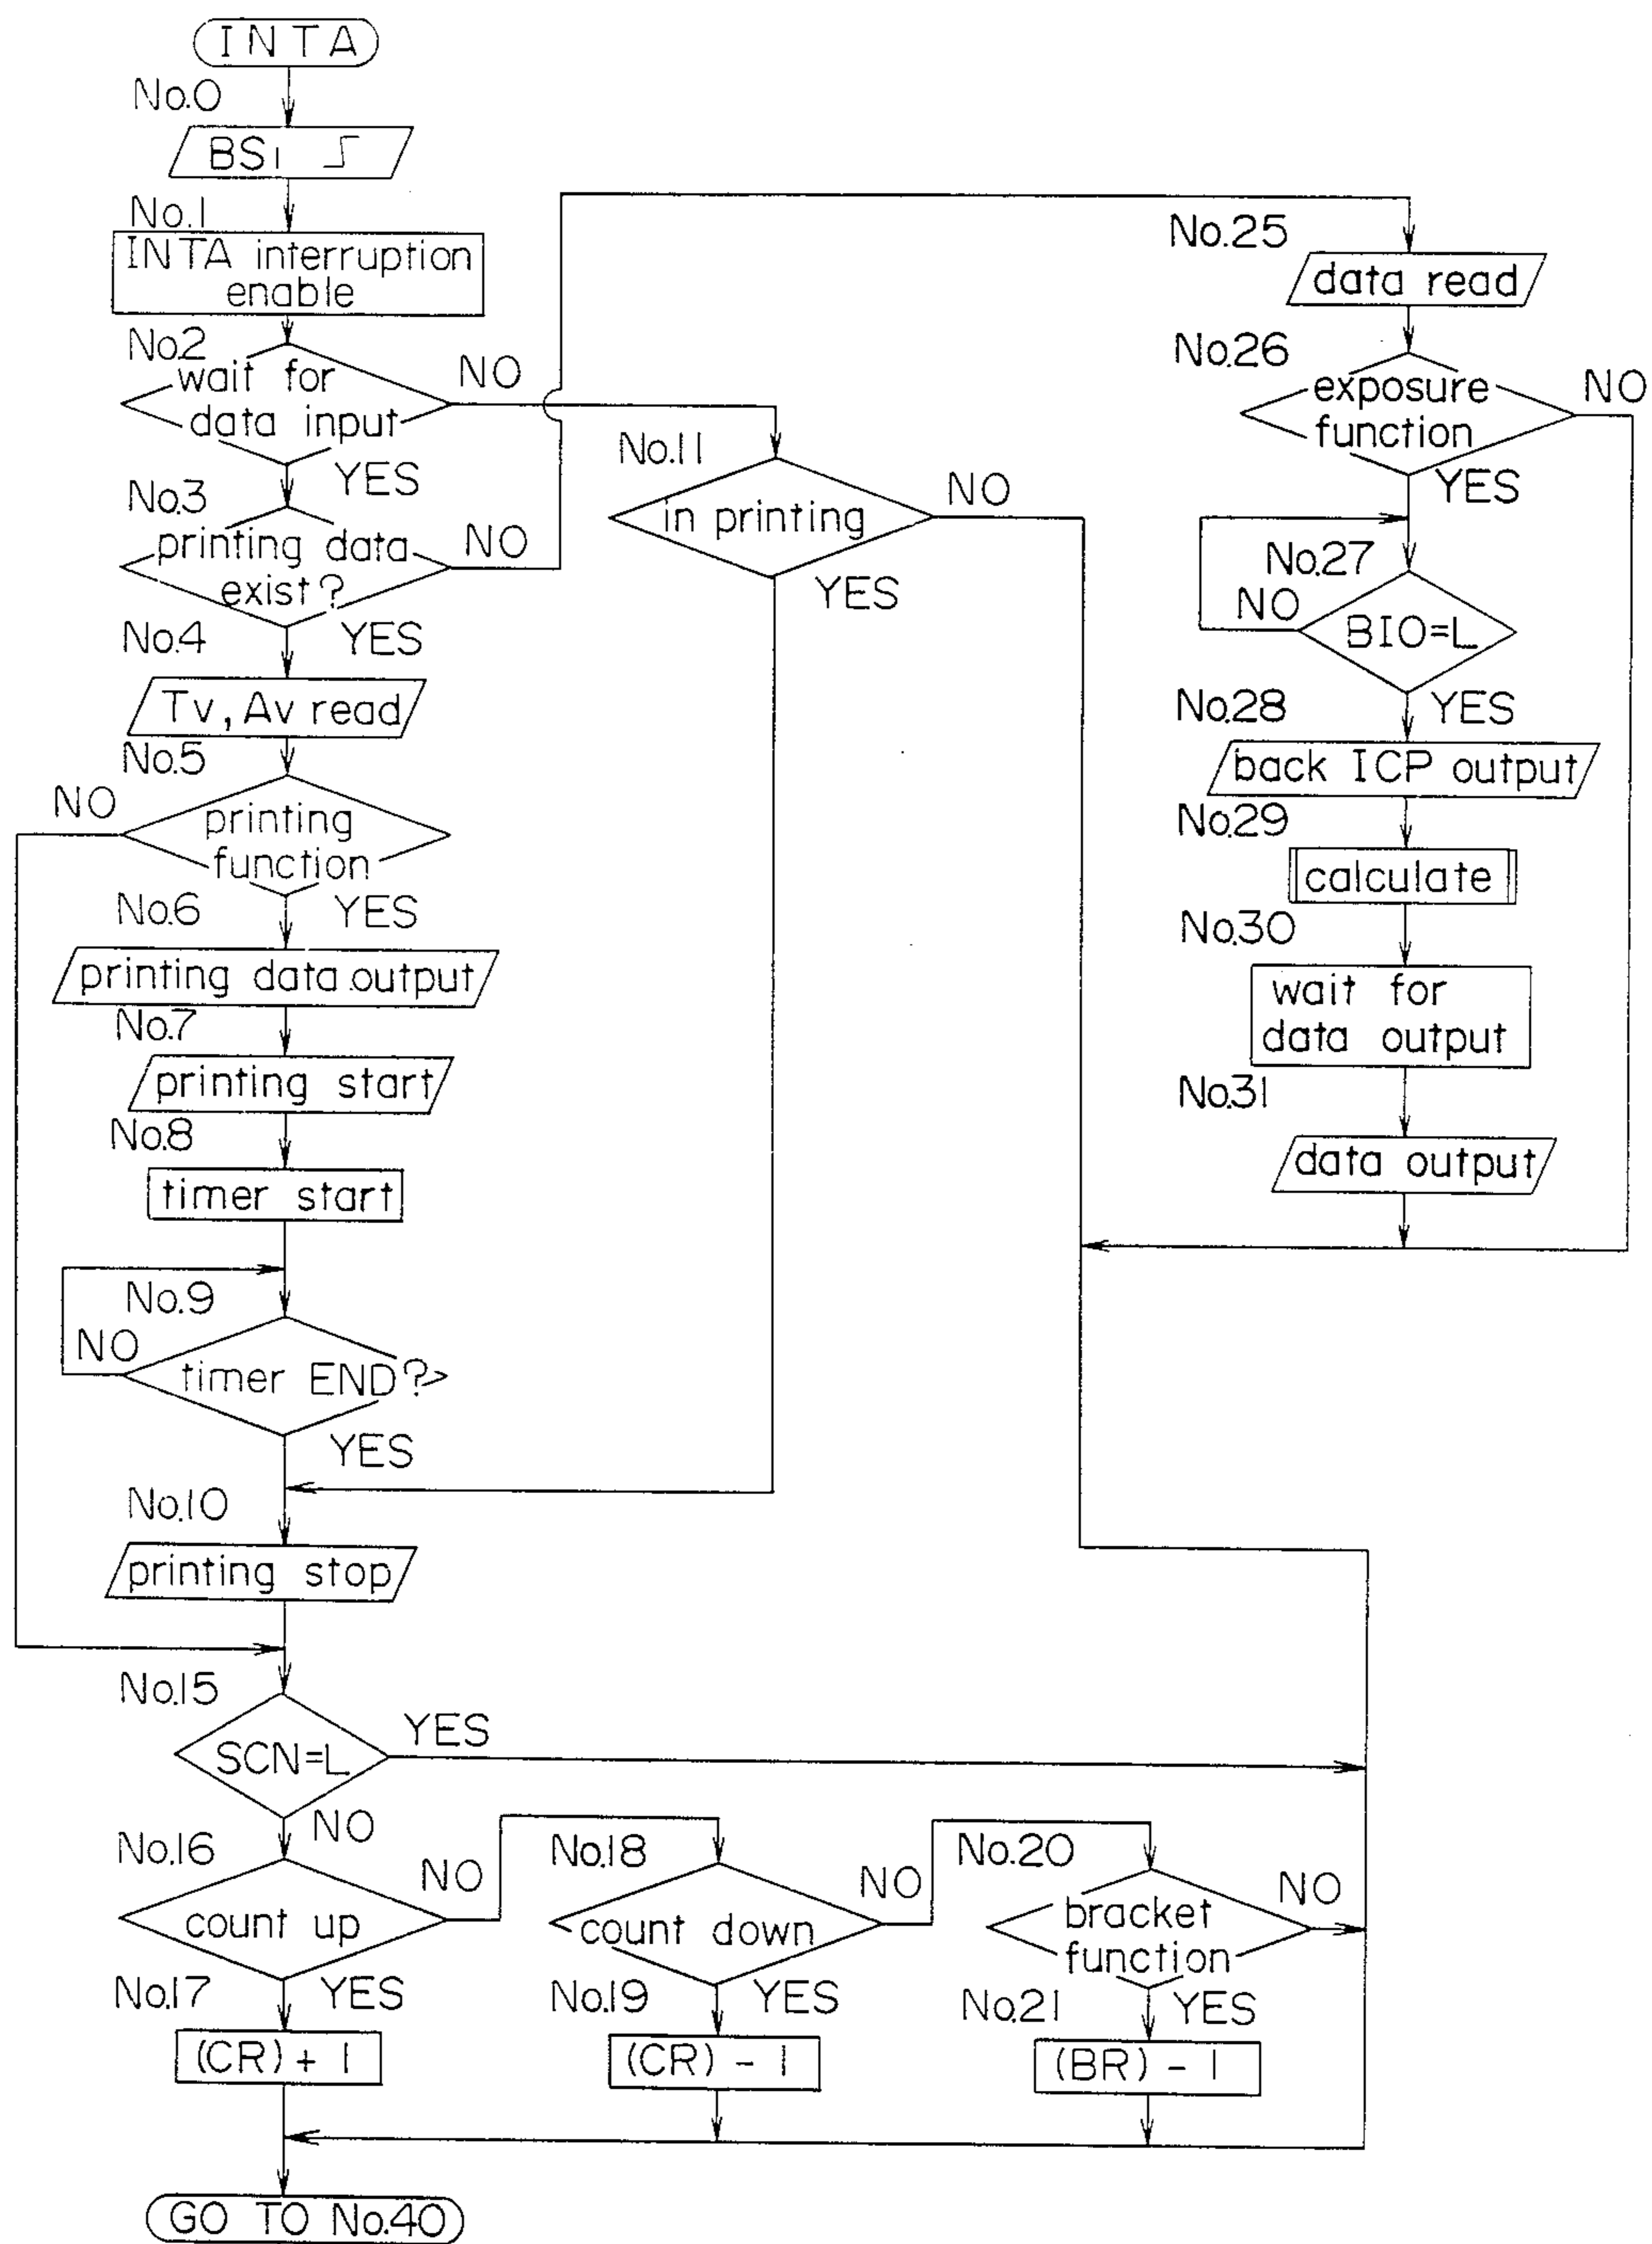 INTA
No.0
BSI
No.1
INTA interruption
enable
No.2
wait for
data input
NO
YES
No.3
printing data
exist?
NO
YES
No.4
Tv, Av read
No.5
printing
function
NO
YES
No.6
printing data output
No.7
printing start
No.8
timer start
No.9
timer END?
NO
YES
No.10
printing stop
No.11
in printing
NO
YES
No.15
SCN=L
YES
NO
No.16
count up
NO
YES
No.17
(CR)+ 1
No.18
count down
NO
YES
No.19
(CR) - 1
No.20
bracket
function
NO
YES
No.21
(BR) - 1
GO TO No.40
No.25
data read
No.26
exposure
function
NO
YES
No.27
BIO=L
NO
YES
No.28
back ICP output
No.29
calculate
No.30
wait for
data output
No.31
data output